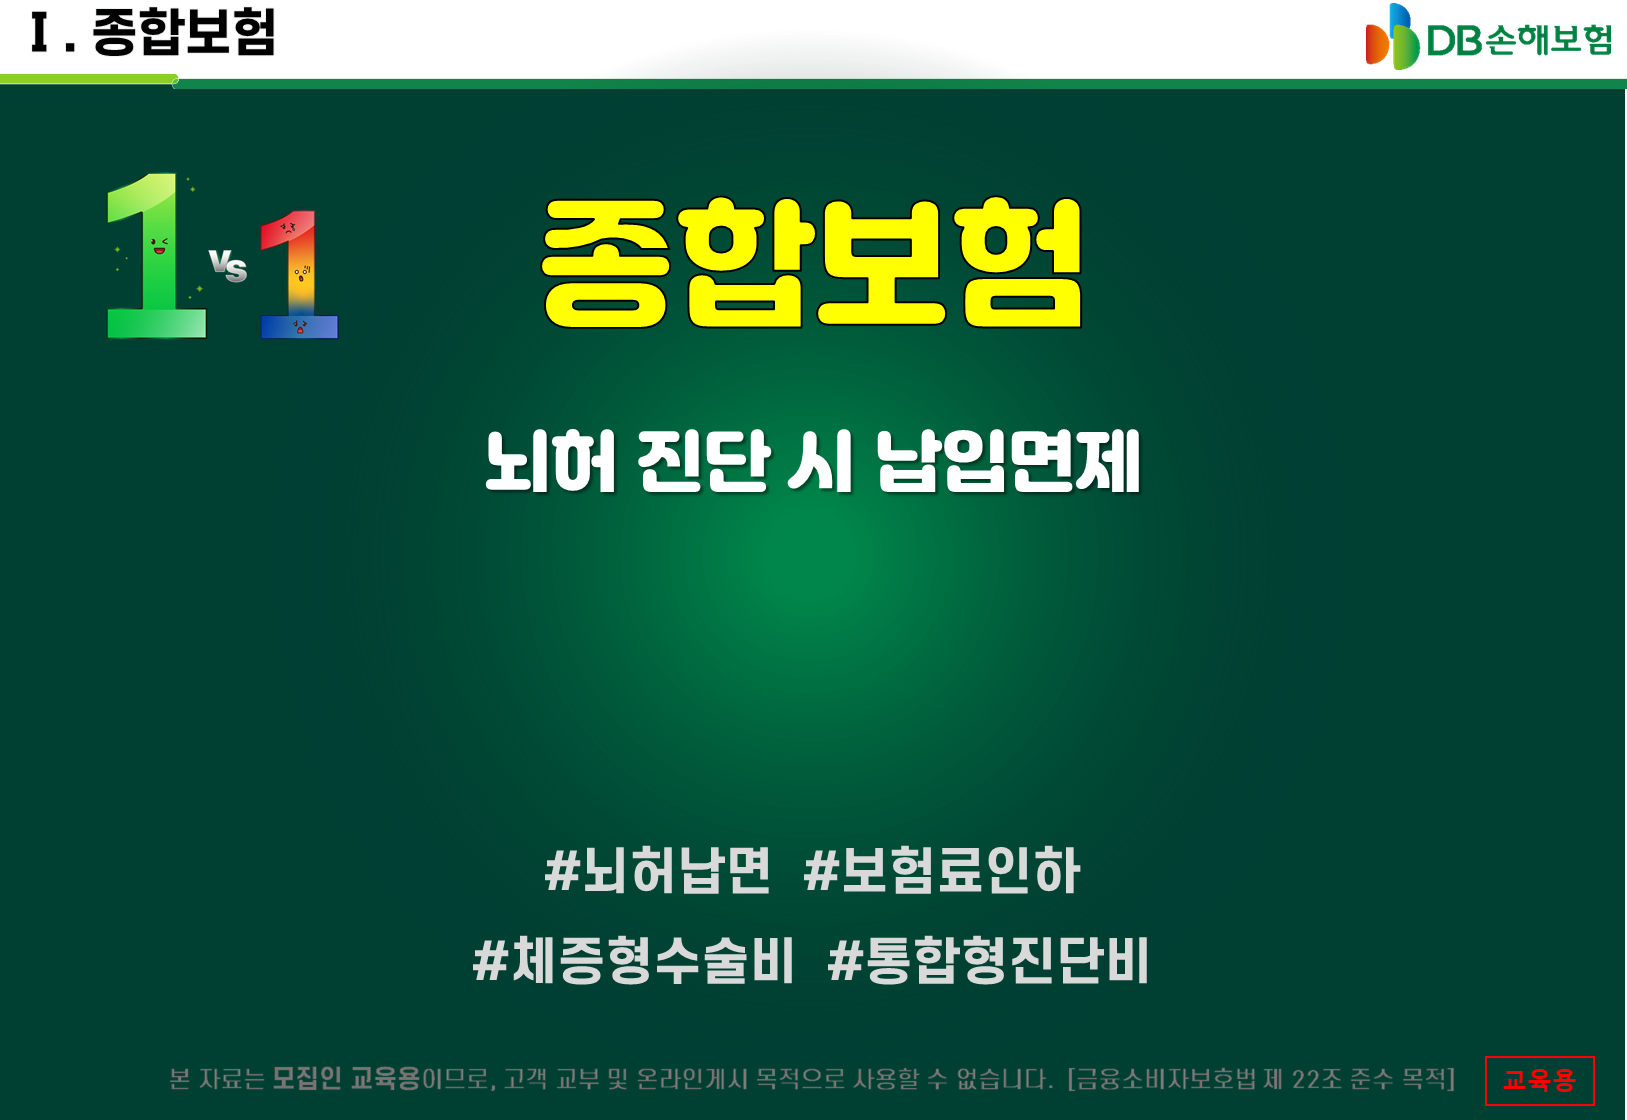 Ⅰ. 종합보험
DB손해보험
1 vs 1
종합보험
뇌허 진단 시 납입면제
#뇌허납면 #보험료인하
#체증형수술비 #통합형진단비
본 자료는 모집인 교육용이므로, 고객 교부 및 온라인게시 목적으로 사용할 수 없습니다. [금융소비자보호법 제 22조 준수 목적]
교육용